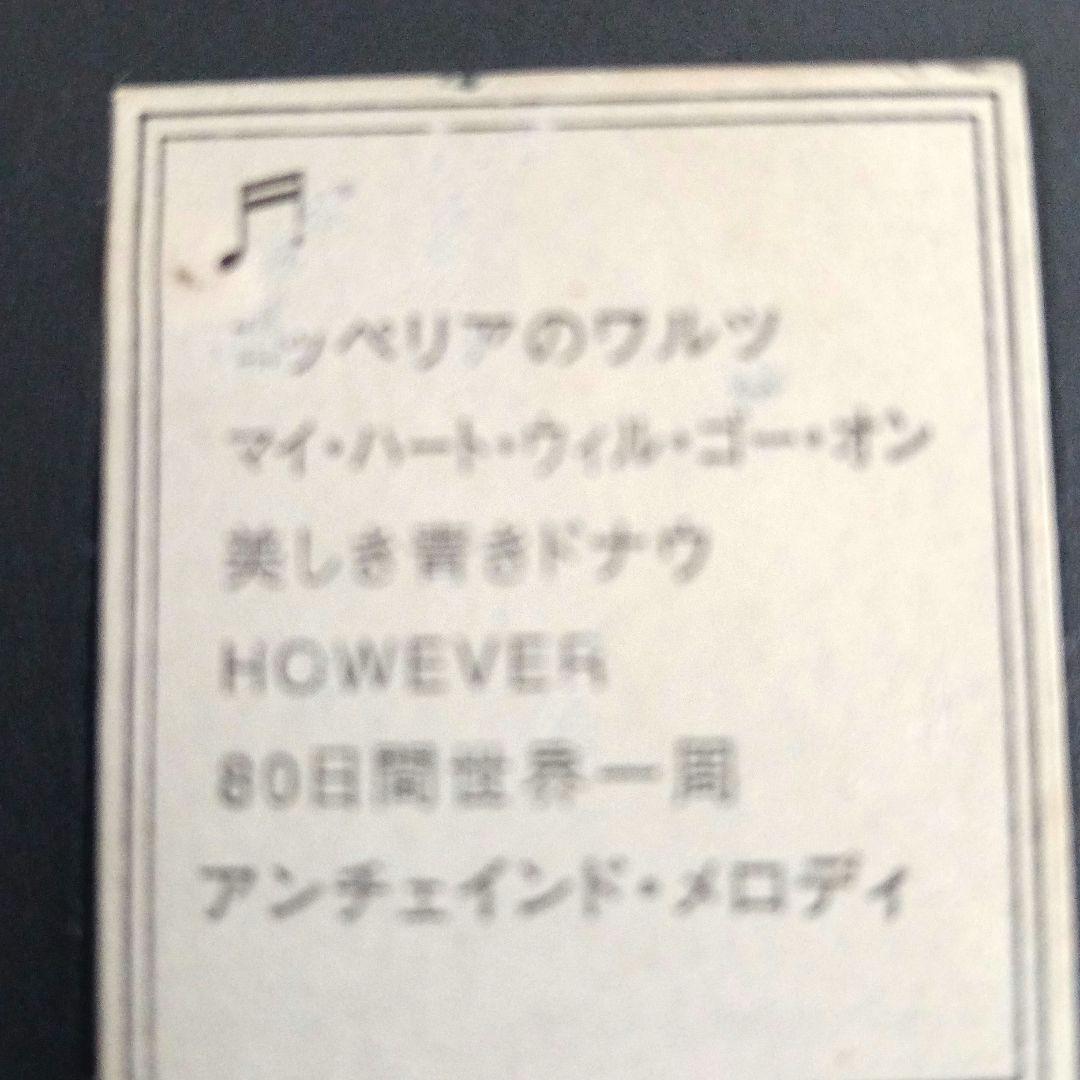 コッペリアのワルツ
マイ・ハート・ウィル・ゴー・オン
美しき青きドナウ
HOWEVER
80日間世界一周
アンチェインド・メロディ